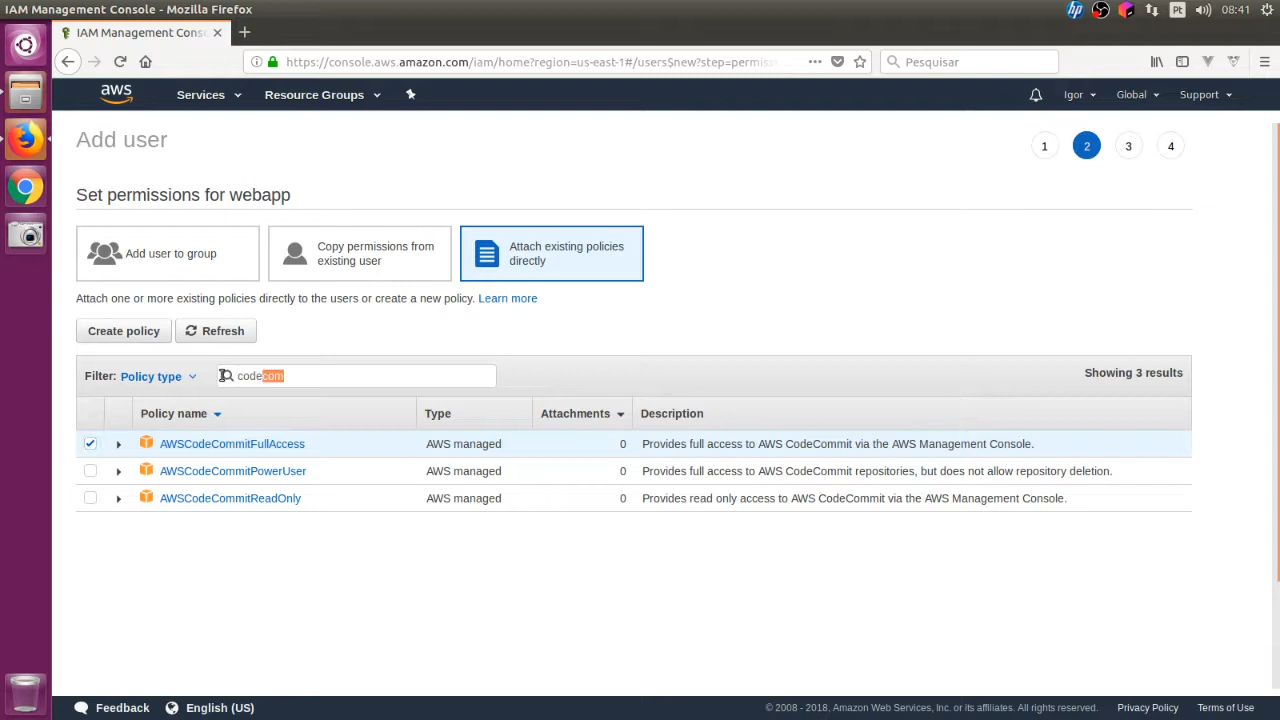 IAM Management Console - Mozilla Firefox
Pt
08:41
IAM Management Conso
https://console.aws.amazon.com/iam/home?region=us-east-1#/users$new?step=permis
Pesquisar
aws
Services
Resource Groups
Igor
Global
Support
Add user
1
2
3
4
Set permissions for webapp
Add user to group
Copy permissions from
existing user
Attach existing policies
directly
Attach one or more existing policies directly to the users or create a new policy. Learn more
Create policy
Refresh
Filter: Policy type
codecom
Showing 3 results
Policy name
Type
Attachments
Description
AWSCodeCommitFullAccess
AWS managed
0
Provides full access to AWS CodeCommit via the AWS Management Console.
AWSCodeCommitPowerUser
AWS managed
0
Provides full access to AWS CodeCommit repositories, but does not allow repository deletion.
AWSCodeCommitReadOnly
AWS managed
0
Provides read only access to AWS CodeCommit via the AWS Management Console.
Feedback
English (US)
© 2008 - 2018, Amazon Web Services, Inc. or its affiliates. All rights reserved.
Privacy Policy
Terms of Use